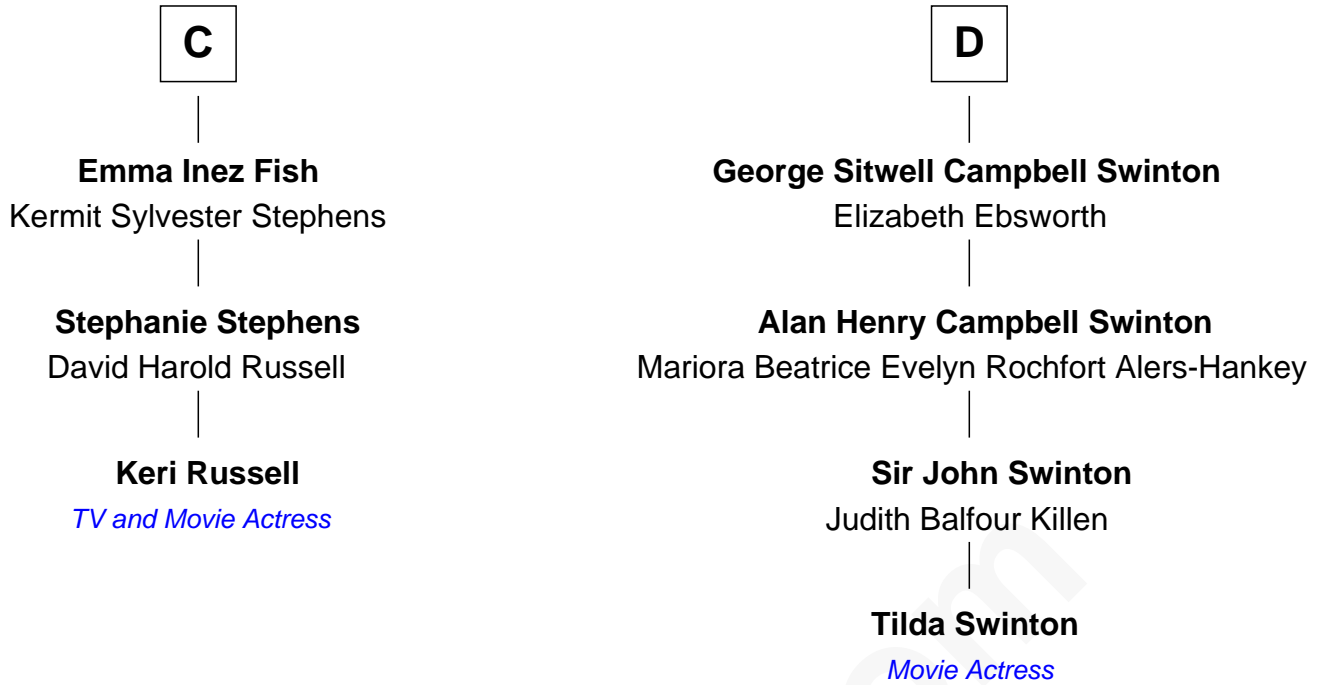 C
Emma Inez Fish
Kermit Sylvester Stephens
Stephanie Stephens
David Harold Russell
Keri Russell
TV and Movie Actress
D
George Sitwell Campbell Swinton
Elizabeth Ebsworth
Alan Henry Campbell Swinton
Mariora Beatrice Evelyn Rochfort Alers-Hankey
Sir John Swinton
Judith Balfour Killen
Tilda Swinton
Movie Actress